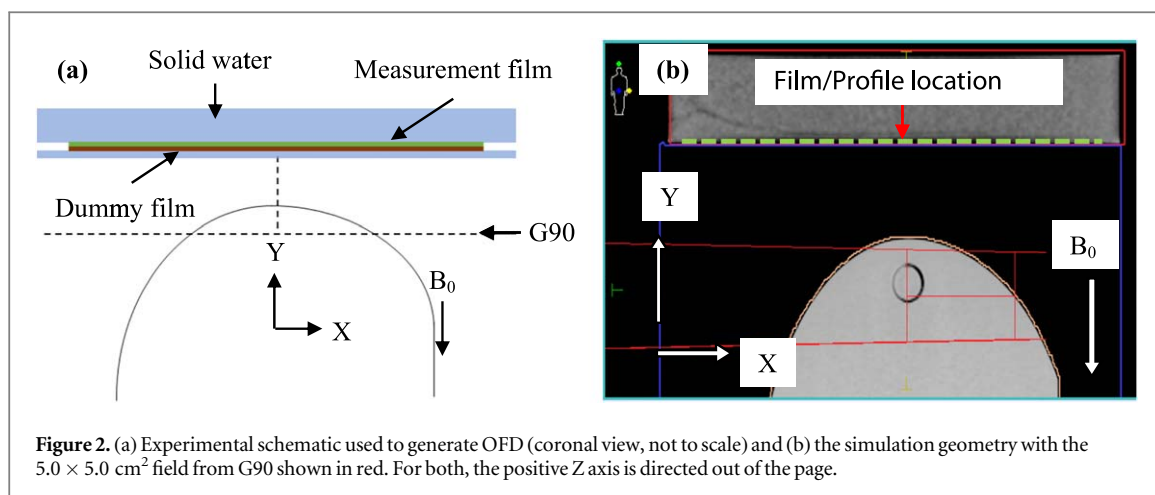 (a)
Solid water
Measurement film
Dummy film
G90
Y
B0
X
(b)
Film/Profile location
Y
B0
X
Figure 2. (a) Experimental schematic used to generate OFD (coronal view, not to scale) and (b) the simulation geometry with the
5.0 × 5.0 cm² field from G90 shown in red. For both, the positive Z axis is directed out of the page.